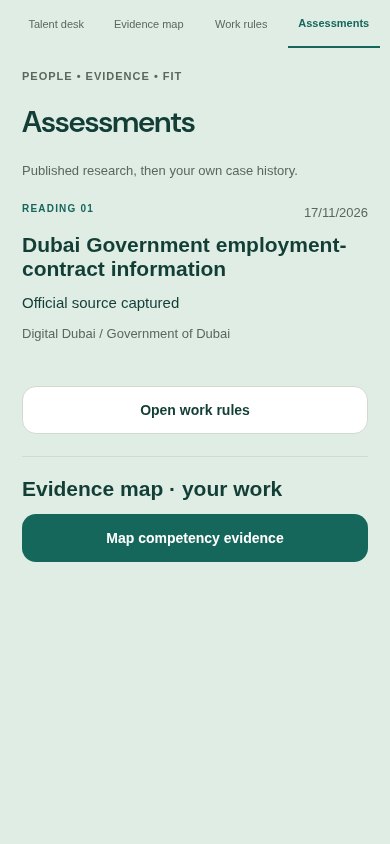 Talent desk
Evidence map
Work rules
Assessments
PEOPLE • EVIDENCE • FIT
Assessments
Published research, then your own case history.
READING 01
17/11/2026
Dubai Government employment-
contract information
Official source captured
Digital Dubai / Government of Dubai
Open work rules
Evidence map · your work
Map competency evidence